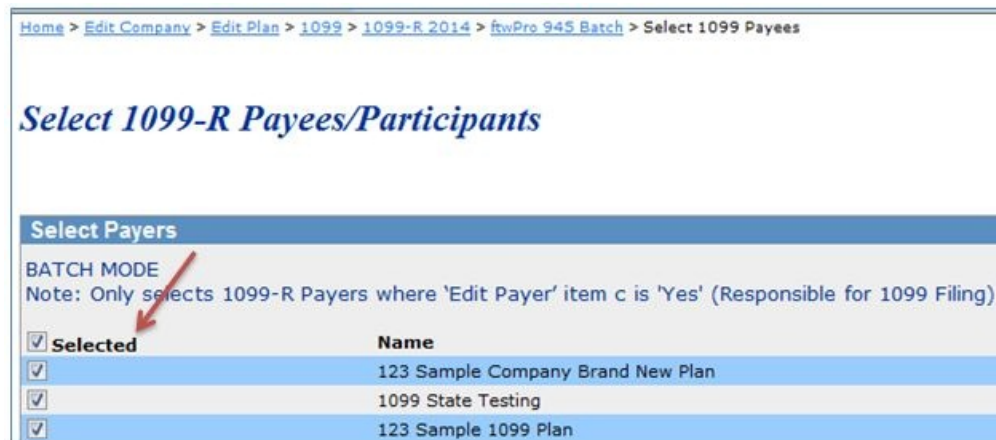 Home > Edit Company > Edit Plan > 1099 > 1099-R 2014 > ftwPro 945 Batch > Select 1099 Payees
Select 1099-R Payees/Participants
Select Payers
BATCH MODE
Note: Only selects 1099-R Payers where ‘Edit Payer’ item c is 'Yes' (Responsible for 1099 Filing)
Selected Name
123 Sample Company Brand New Plan
1099 State Testing
123 Sample 1099 Plan